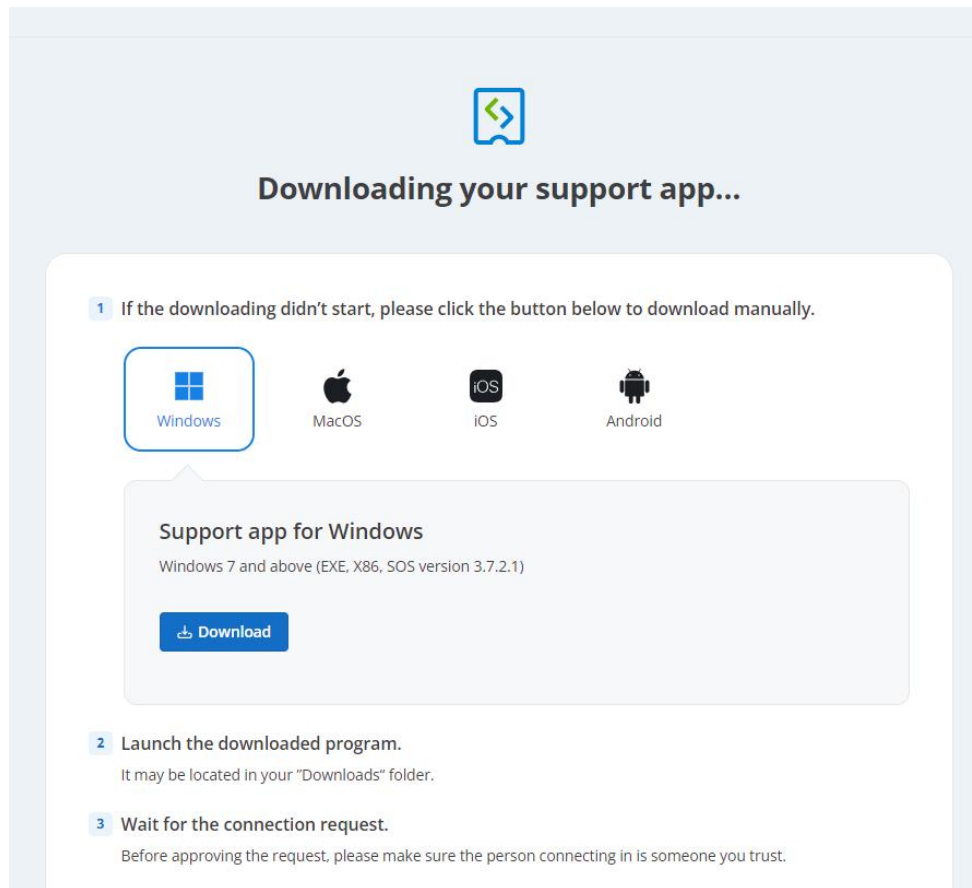 Downloading your support app...
1 If the downloading didn’t start, please click the button below to download manually.
Windows MacOS iOS iOS Android
Support app for Windows
Windows 7 and above (EXE, X86, SOS version 3.7.2.1)
Download
2 Launch the downloaded program.
It may be located in your ”Downloads“ folder.
3 Wait for the connection request.
Before approving the request, please make sure the person connecting in is someone you trust.